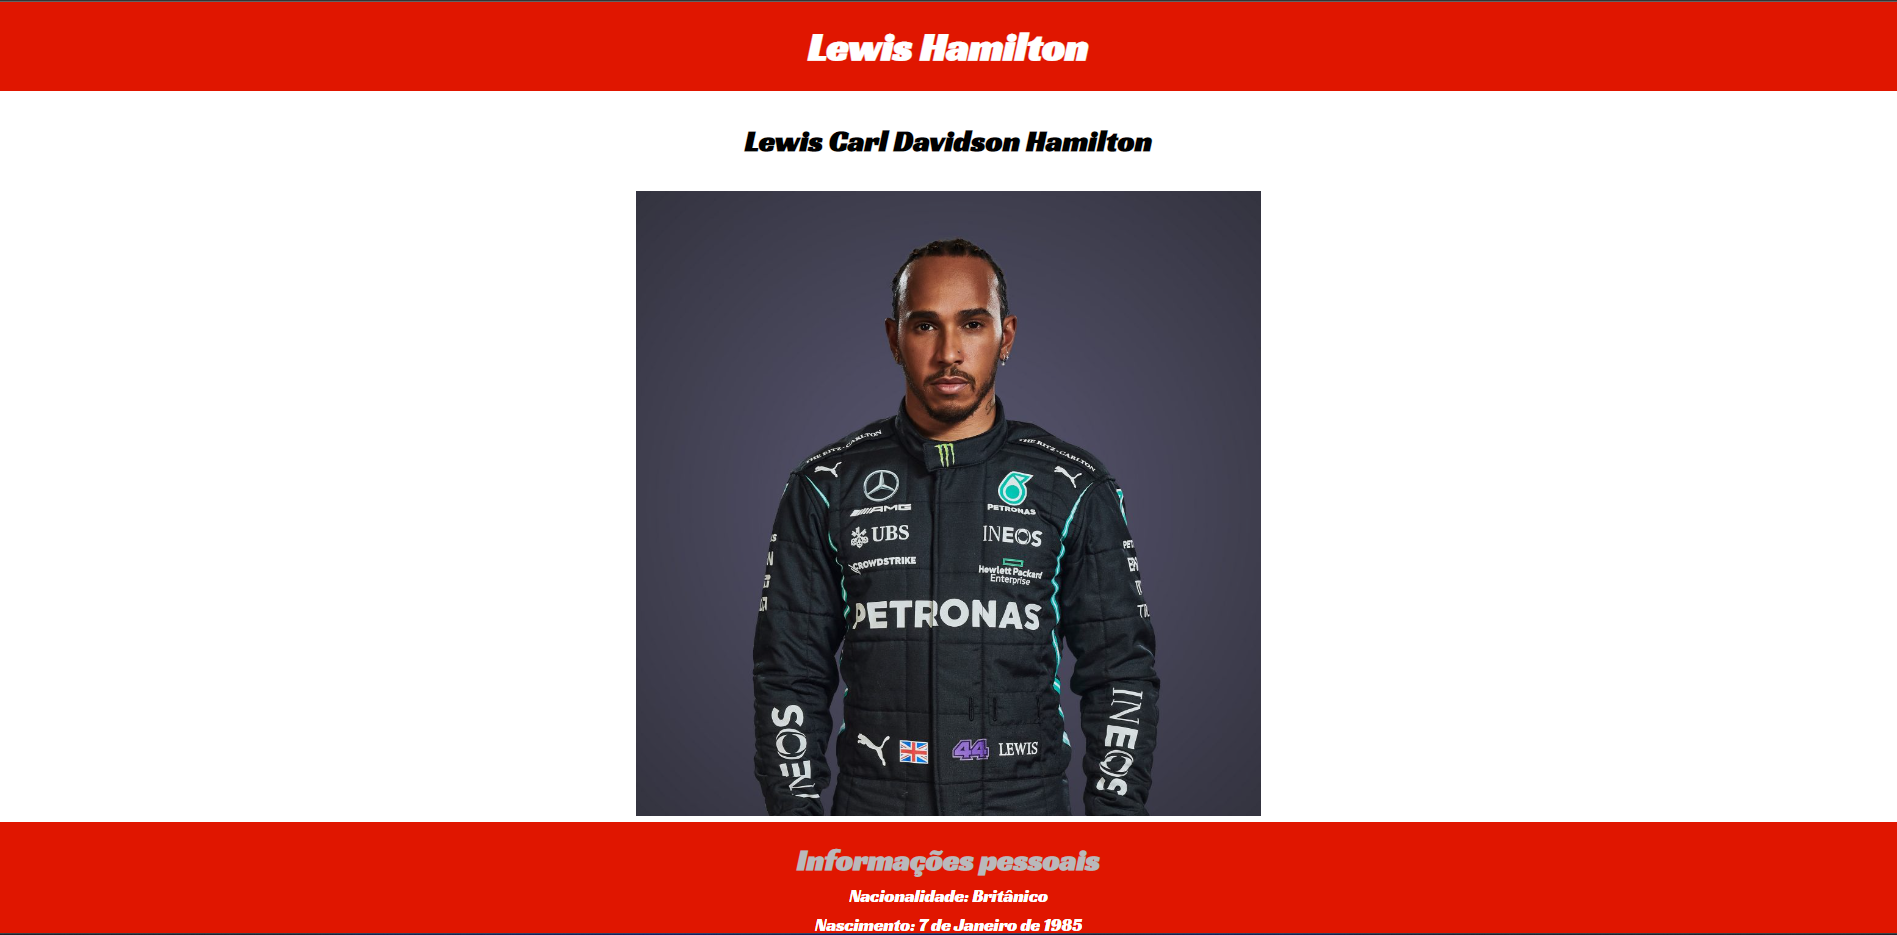 Lewis Hamilton
Lewis Carl Davidson Hamilton
THE RITZ-CARLTON
THE RITZ-CARLTON
AMG
PETRONAS
UBS
INEOS
CROWDSTRIKE
Hewlett Packard
Enterprise
PETRONAS
INEOS
INEOS
44 LEWIS
Informações pessoais
Nacionalidade: Britânico
Nascimento: 7 de Janeiro de 1985